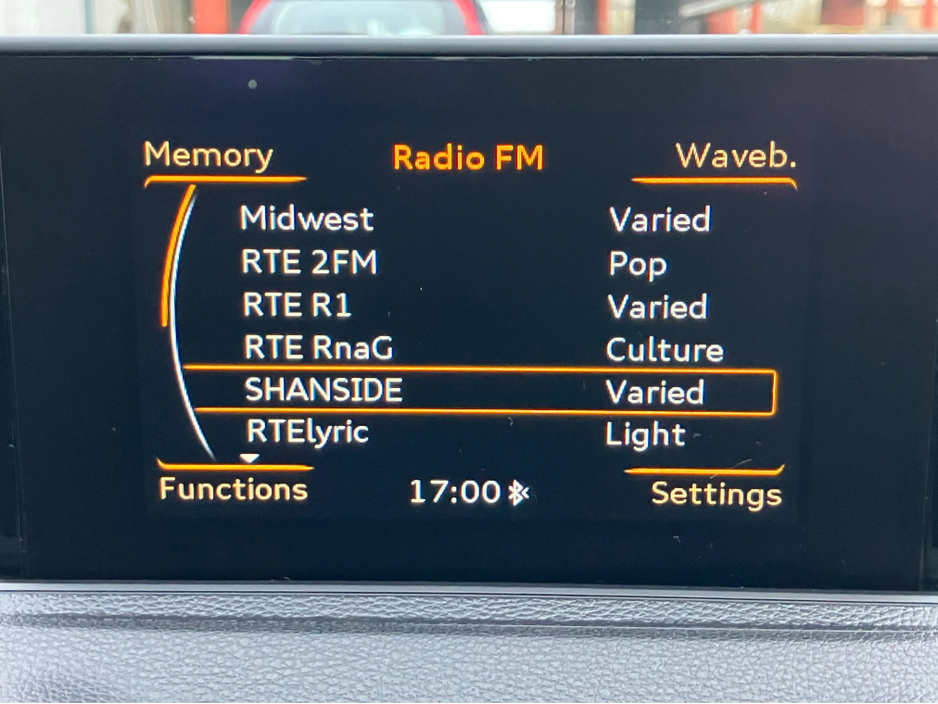 Memory Radio FM Waveb.
Midwest Varied
RTE 2FM Pop
RTE R1 Varied
RTE RnaG Culture
SHANSIDE Varied
RTElyric Light
Functions 17:00 Settings